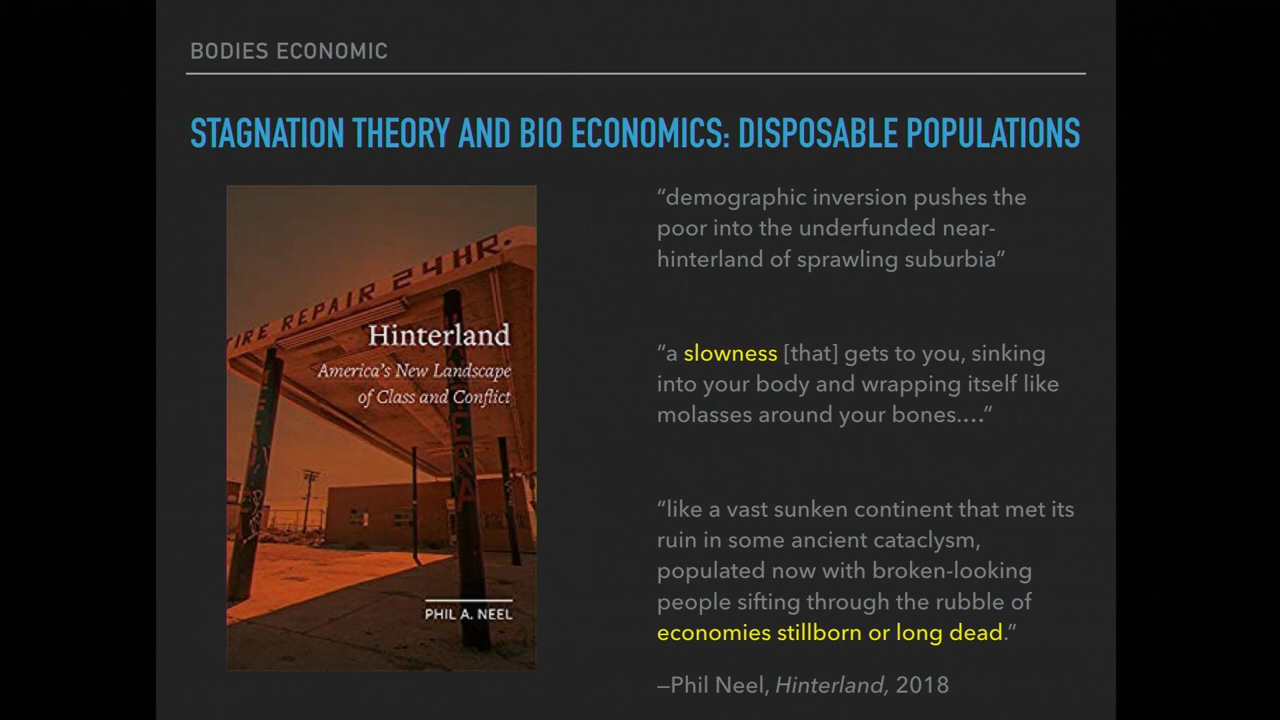 BODIES ECONOMIC
STAGNATION THEORY AND BIO ECONOMICS: DISPOSABLE POPULATIONS
TIRE REPAIR 24 HR.
Hinterland
America's New Landscape
of Class and Conflict
PHIL A. NEEL
“demographic inversion pushes the
poor into the underfunded near-
hinterland of sprawling suburbia”
“a slowness [that] gets to you, sinking
into your body and wrapping itself like
molasses around your bones.…”
“like a vast sunken continent that met its
ruin in some ancient cataclysm,
populated now with broken-looking
people sifting through the rubble of
economies stillborn or long dead.”
—Phil Neel, Hinterland, 2018